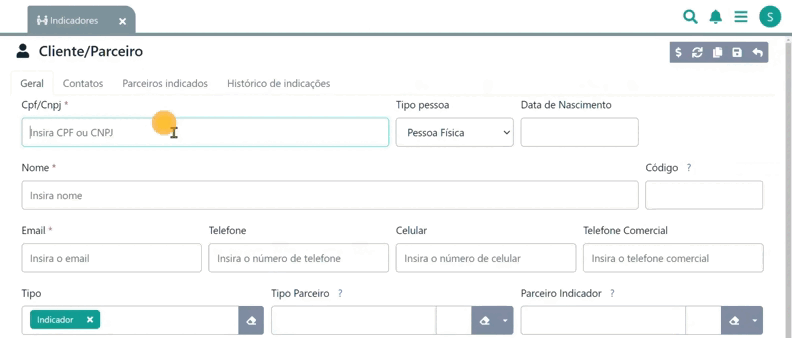 Indicadores ×
S
Cliente/Parceiro
$
Geral Contatos Parceiros indicados Histórico de indicações
Cpf/Cnpj * Tipo pessoa Data de Nascimento
Insira CPF ou CNPJ Pessoa Física
Nome * Código ?
Insira nome
Email * Telefone Celular Telefone Comercial
Insira o email Insira o número de telefone Insira o número de celular Insira o telefone comercial
Tipo Tipo Parceiro ? Parceiro Indicador ?
Indicador ×